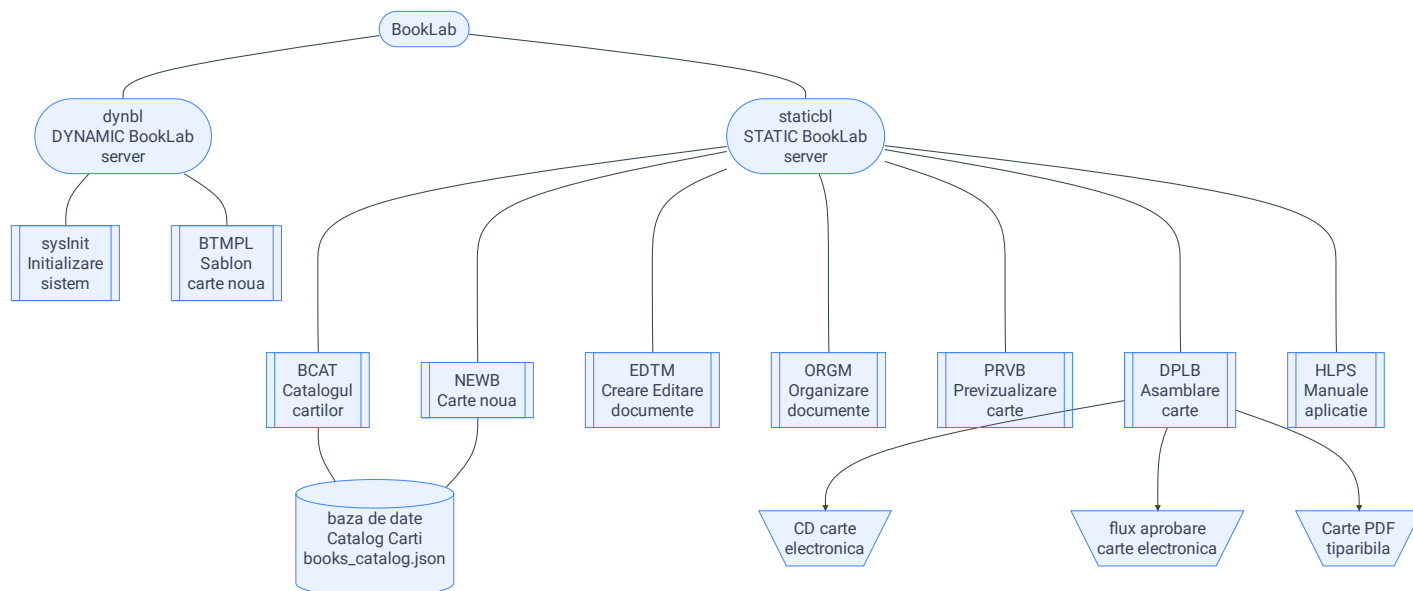 BookLab
dynbl
DYNAMIC BookLab
server
staticbl
STATIC BookLab
server
sysInit
Initializare
sistem
BTMPL
Sablon
carte noua
BCAT
Catalogul
cartilor
NEWB
Carte noua
EDTM
Creare Editare
documente
ORGM
Organizare
documente
PRVB
Previzualizare
carte
DPLB
Asamblare
carte
HLPS
Manuale
aplicatie
baza de date
Catalog Carti
books_catalog.json
CD carte
electronica
flux aprobare
carte electronica
Carte PDF
tiparibila